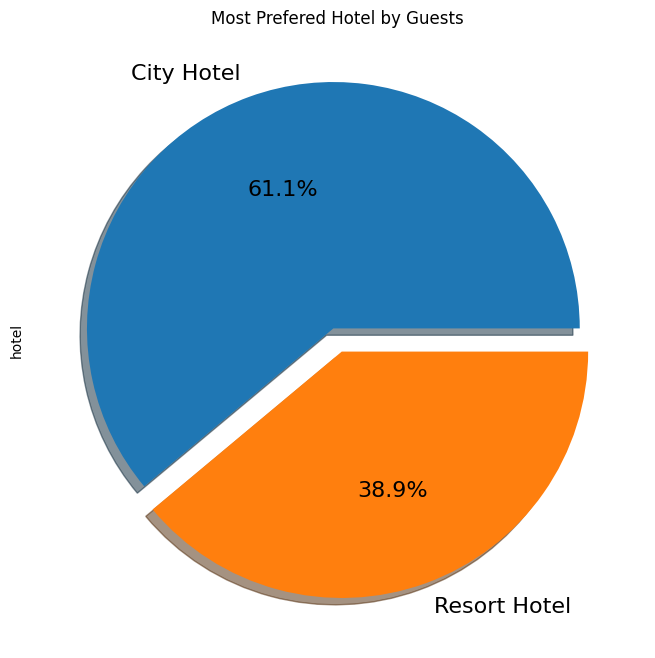 Most Prefered Hotel by Guests
City Hotel
61.1%
hotel
38.9%
Resort Hotel